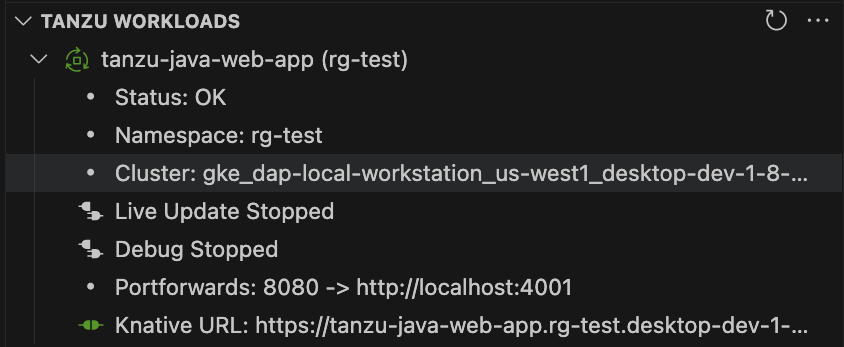 TANZU WORKLOADS
tanzu-java-web-app (rg-test)
Status: OK
Namespace: rg-test
Cluster: gke_dap-local-workstation_us-west1_desktop-dev-1-8-...
Live Update Stopped
Debug Stopped
Portforwards: 8080 -> http://localhost:4001
Knative URL: https://tanzu-java-web-app.rg-test.desktop-dev-1-...